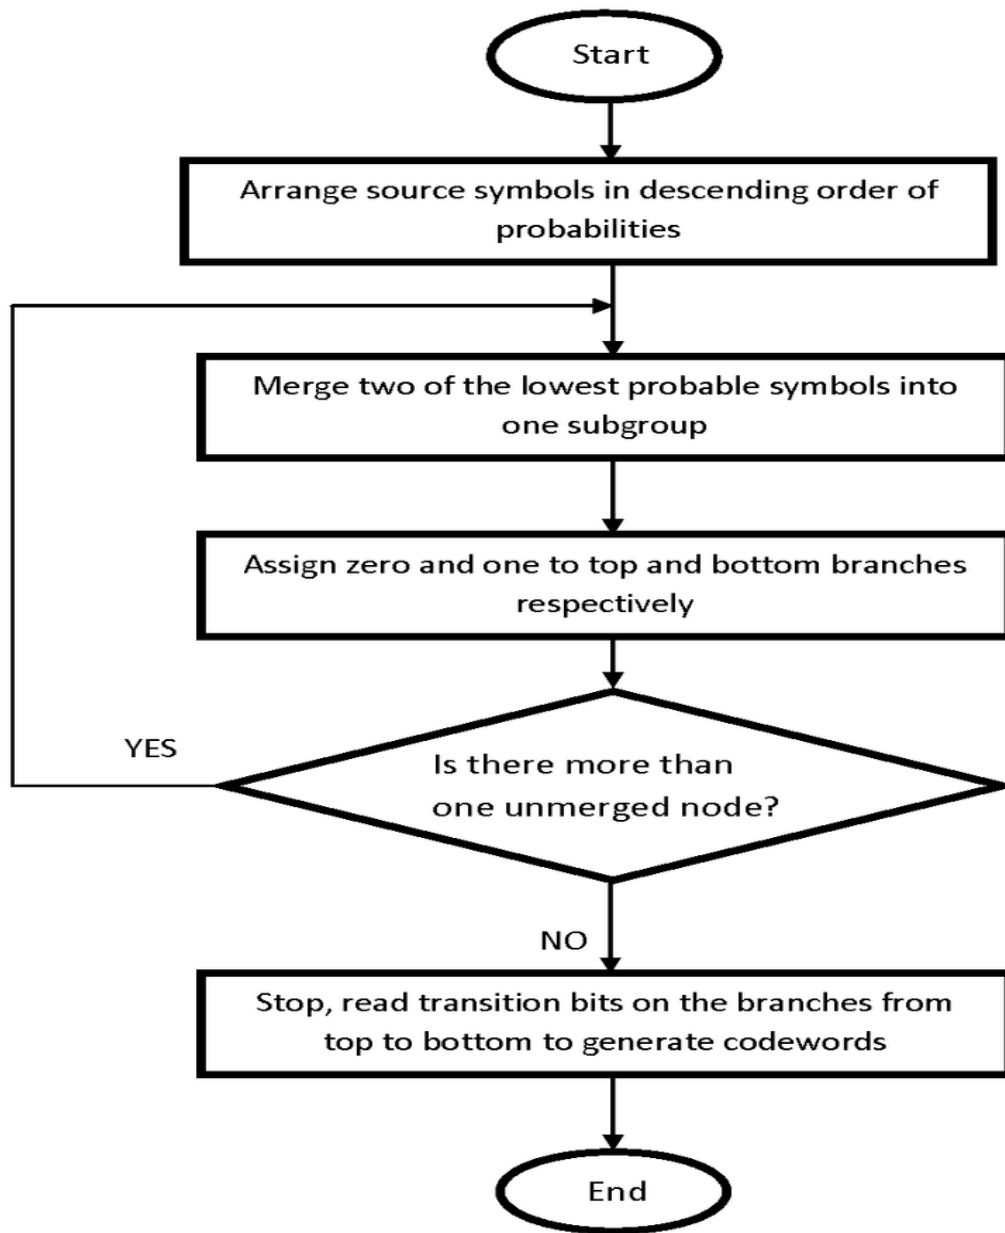 Start
Arrange source symbols in descending order of
probabilities
Merge two of the lowest probable symbols into
one subgroup
Assign zero and one to top and bottom branches
respectively
YES
Is there more than
one unmerged node?
NO
Stop, read transition bits on the branches from
top to bottom to generate codewords
End